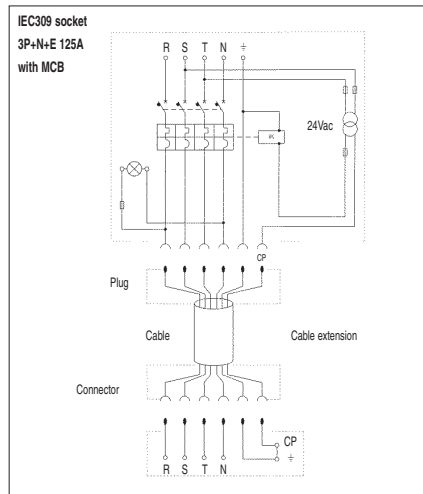 IEC309 socket
3P+N+E 125A
with MCB
R S T N ⏚
24Vac
CP
Plug
Cable
Cable extension
Connector
CP
⏚
R S T N